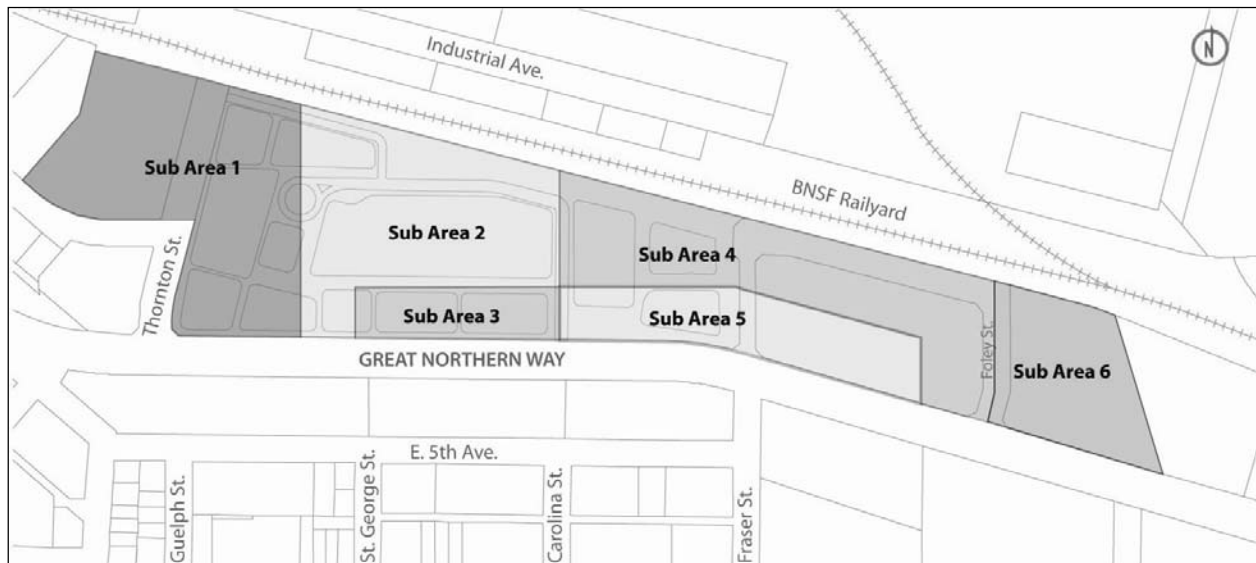 Industrial Ave.
N
BNSF Railyard
Sub Area 1
Sub Area 2
Sub Area 4
Thornton St.
Sub Area 3
Sub Area 5
Foley St.
Sub Area 6
GREAT NORTHERN WAY
E. 5th Ave.
Guelph St.
St. George St.
Carolina St.
Fraser St.